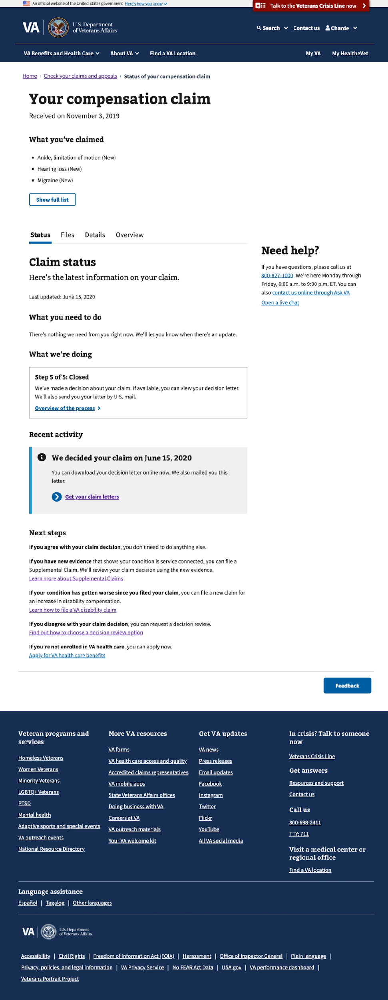 An official website of the United States government Here's how you know
Talk to the Veterans Crisis Line now
VA U.S. Department
of Veterans Affairs
Search Contact us Charde
VA Benefits and Health Care About VA Find a VA Location My VA My HealtheVet
Home › Check your claims and appeals › Status of your compensation claim
Your compensation claim
Received on November 3, 2019
What you've claimed
Ankle, limitation of motion (New)
Hearing loss (New)
Migraine (New)
Show full list
Status Files Details Overview
Claim status
Here's the latest information on your claim.
Last updated: June 15, 2020
What you need to do
There's nothing we need from you right now. We'll let you know when there's an update.
What we're doing
Step 5 of 5: Closed
We've made a decision about your claim. If available, you can view your decision letter.
We'll also send you your letter by U.S. mail.
Overview of the process
Recent activity
We decided your claim on June 15, 2020
You can download your decision letter online now. We also mailed you this
letter.
Get your claim letters
Next steps
If you agree with your claim decision, you don't need to do anything else.
If you have new evidence that shows your condition is service connected, you can file a
Supplemental Claim. We'll review your claim decision using the new evidence.
Learn more about Supplemental Claims
If your condition has gotten worse since you filed your claim, you can file a new claim for
an increase in disability compensation.
Learn how to file a VA disability claim
If you disagree with your claim decision, you can request a decision review.
Find out how to choose a decision review option
If you're not enrolled in VA health care, you can apply now.
Apply for VA health care benefits
Need help?
If you have questions, please call us at
800-827-1000. We're here Monday through
Friday, 8:00 a.m. to 9:00 p.m. ET. You can
also contact us online through Ask VA
Open a live chat
Feedback
Veteran programs and
services
Homeless Veterans
Women Veterans
Minority Veterans
LGBTQ+ Veterans
PTSD
Mental health
Adaptive sports and special events
VA outreach events
National Resource Directory
More VA resources
VA forms
VA health care access and quality
Accredited claims representatives
VA mobile apps
State Veterans Affairs offices
Doing business with VA
Careers at VA
VA outreach materials
Your VA welcome kit
Get VA updates
VA news
Press releases
Email updates
Facebook
Instagram
Twitter
Flickr
YouTube
All VA social media
In crisis? Talk to someone
now
Veterans Crisis Line
Get answers
Resources and support
Contact us
Call us
800-698-2411
TTY: 711
Visit a medical center or
regional office
Find a VA location
Language assistance
Español | Tagalog | Other languages
VA U.S. Department
of Veterans Affairs
Accessibility | Civil Rights | Freedom of Information Act (FOIA) | Harassment | Office of Inspector General | Plain language |
Privacy, policies, and legal information | VA Privacy Service | No FEAR Act Data | USA.gov | VA performance dashboard |
Veterans Portrait Project